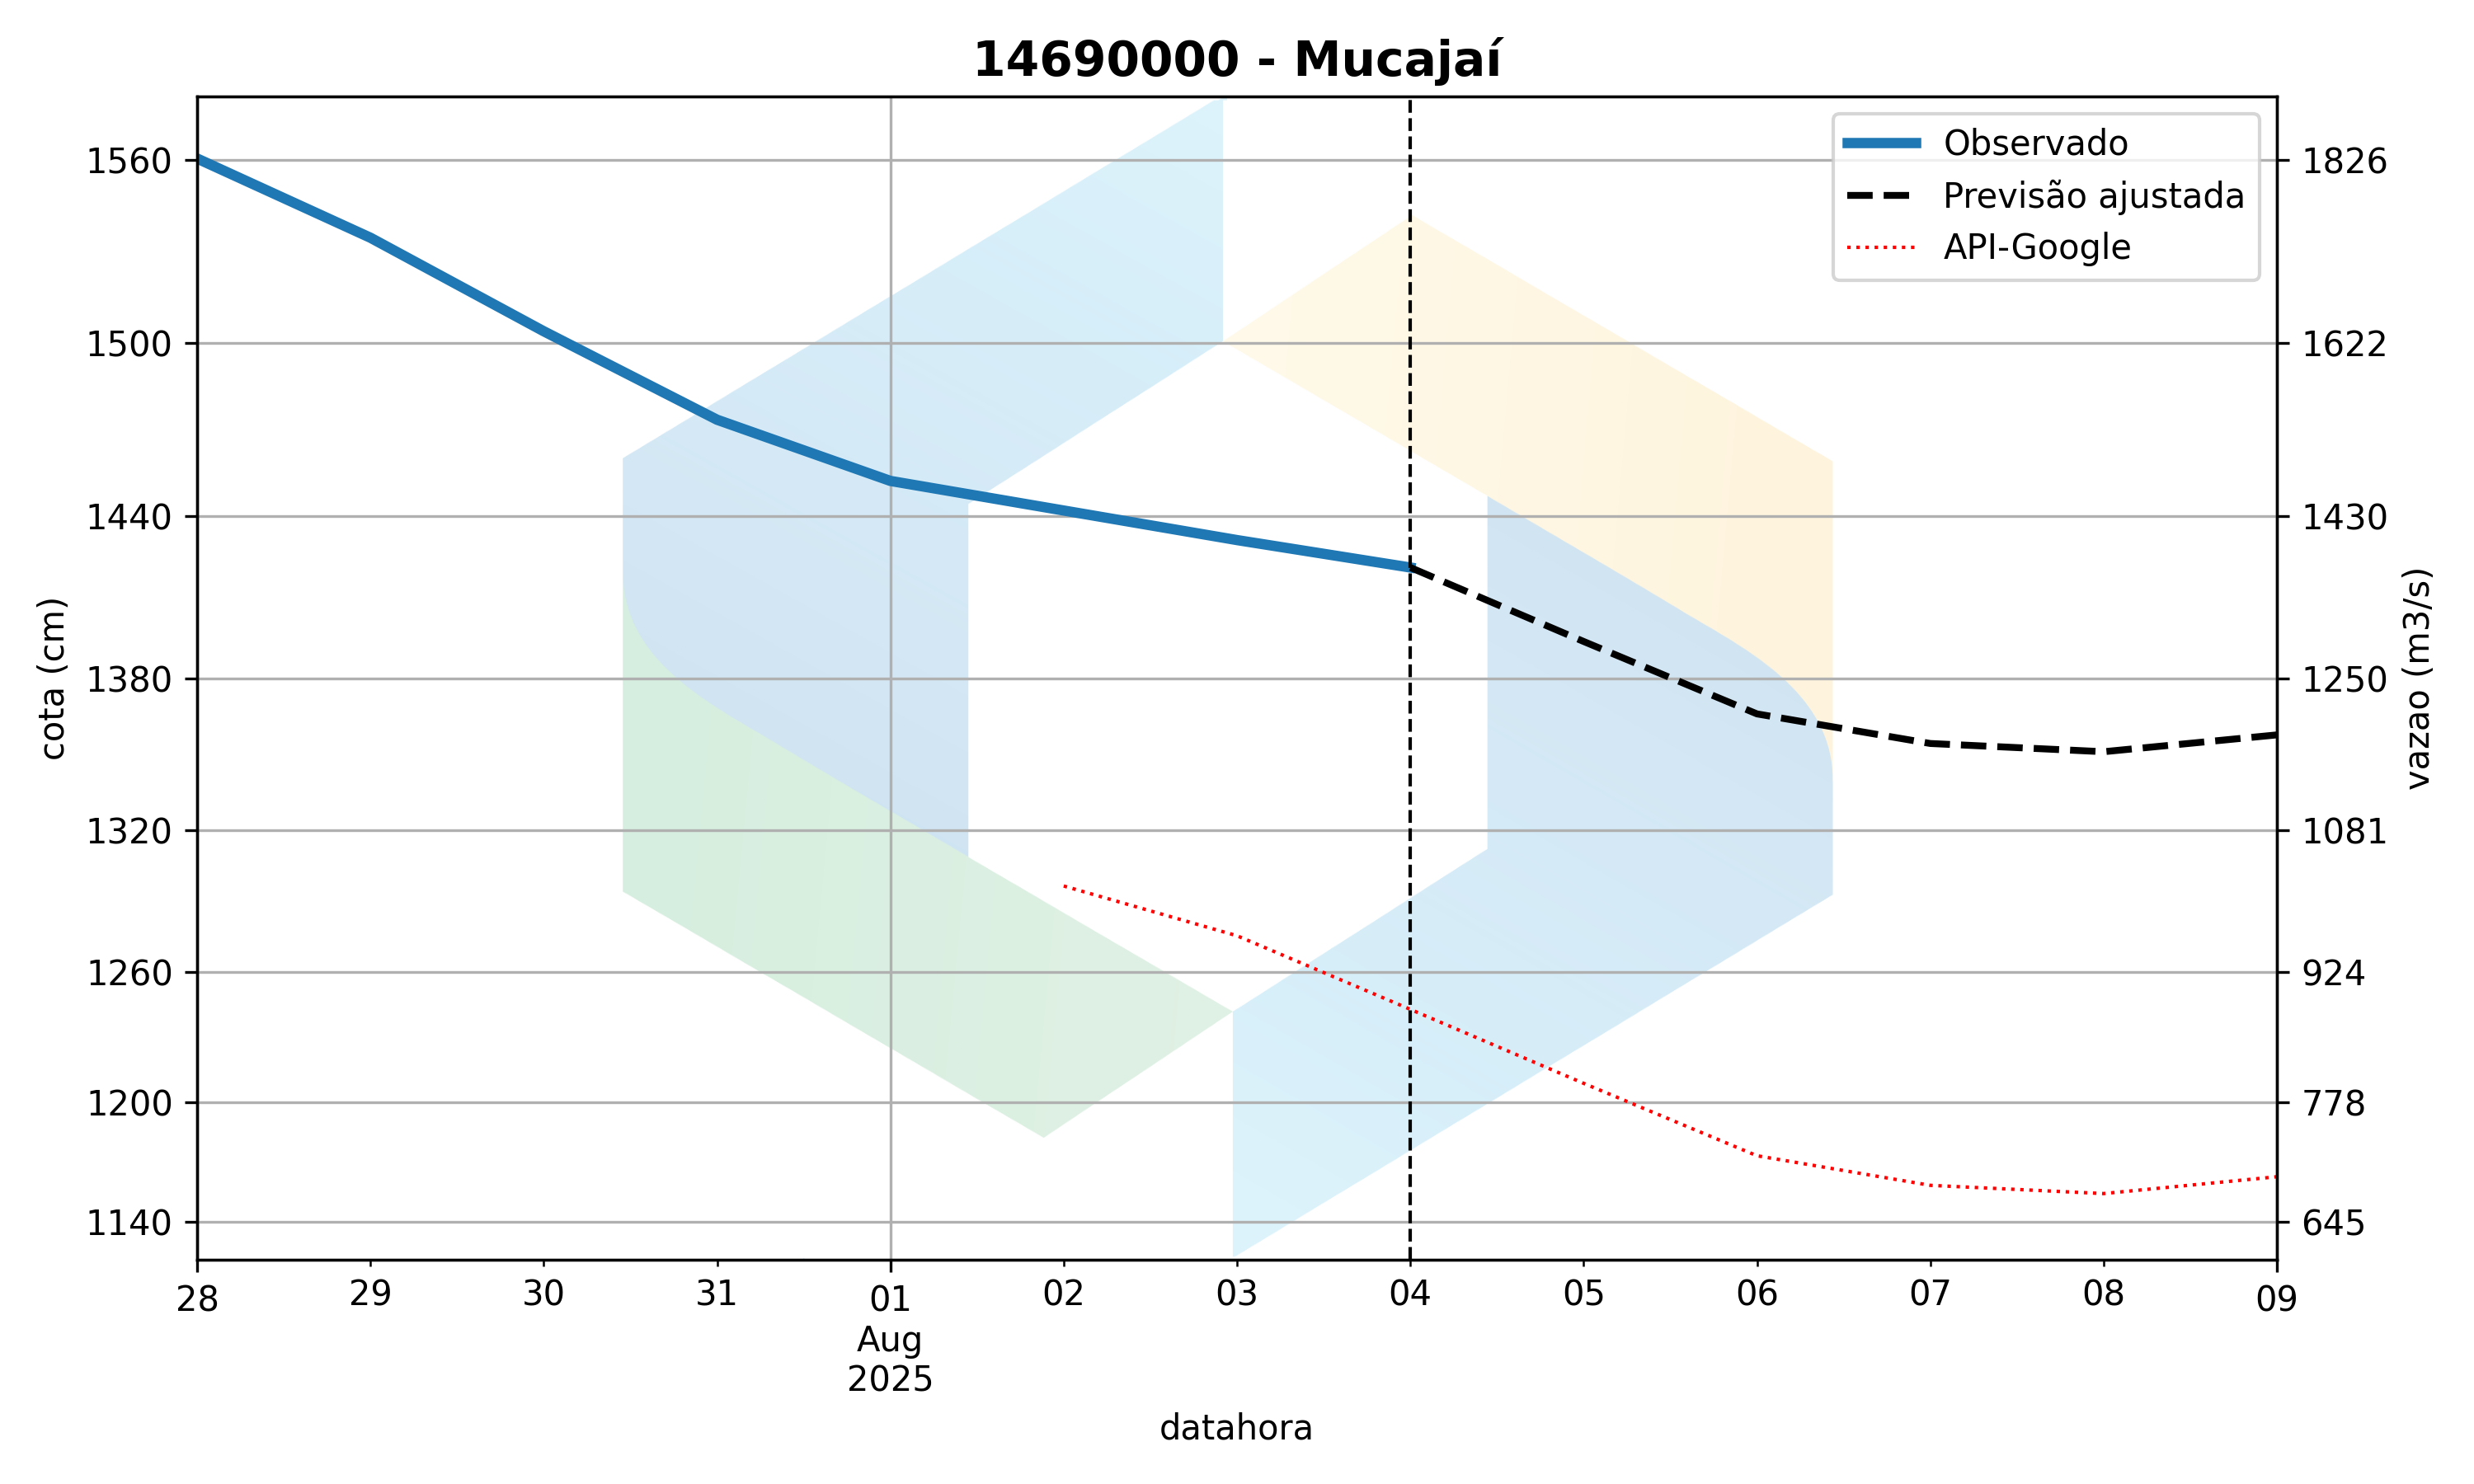 14690000 - Mucajaí
Observado
Previsão ajustada
API-Google
1560
1500
1440
1380
1320
1260
1200
1140
cota (cm)
1826
1622
1430
1250
1081
924
778
645
vazao (m3/s)
28 29 30 31 01 02 03 04 05 06 07 08 09
Aug
2025
datahora